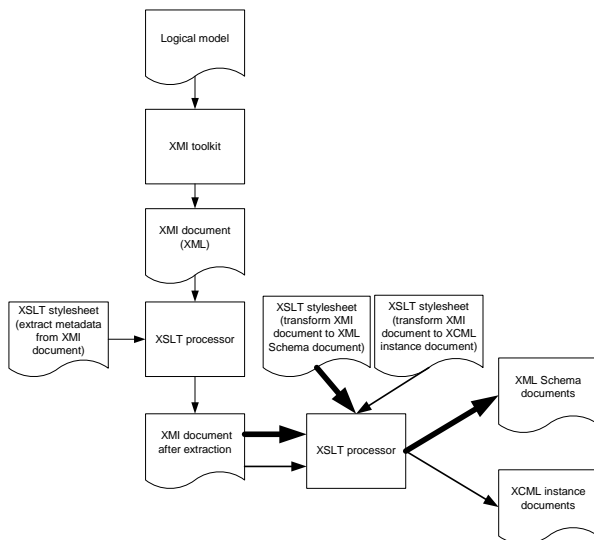 Logical model
XMI toolkit
XMI document
(XML)
XSLT stylesheet
(extract metadata
from XMI
document)
XSLT processor
XSLT stylesheet
(transform XMI
document to XML
Schema document)
XSLT stylesheet
(transform XMI
document to XCML
instance document)
XML Schema
documents
XMI document
after extraction
XSLT processor
XCML instance
documents